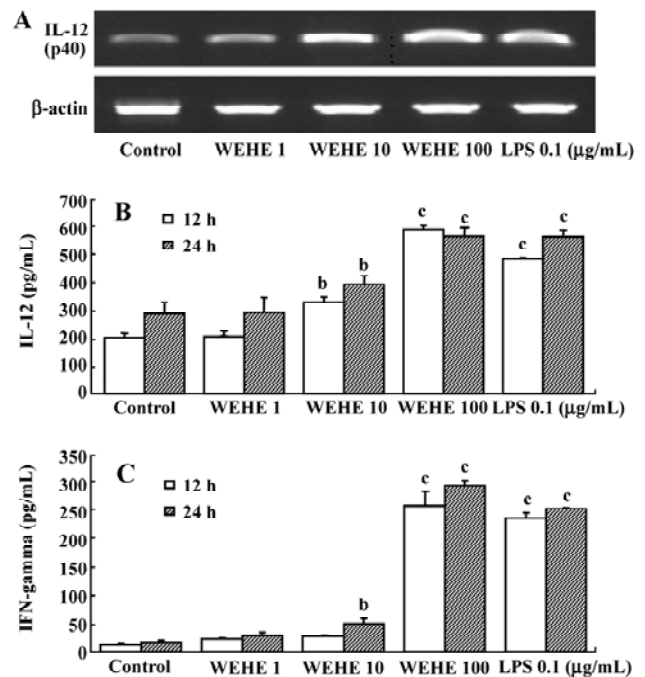 A
IL-12
(p40)
β-actin
Control WEHE 1 WEHE 10 WEHE 100 LPS 0.1 (μg/mL)
B
12 h
24 h
IL-12 (pg/mL)
700
600
500
400
300
200
100
0
b b c c c c
Control WEHE 1 WEHE 10 WEHE 100 LPS 0.1 (μg/mL)
C
12 h
24 h
IFN-gamma (pg/mL)
350
300
250
200
150
100
50
0
b c c c c
Control WEHE 1 WEHE 10 WEHE 100 LPS 0.1 (μg/mL)